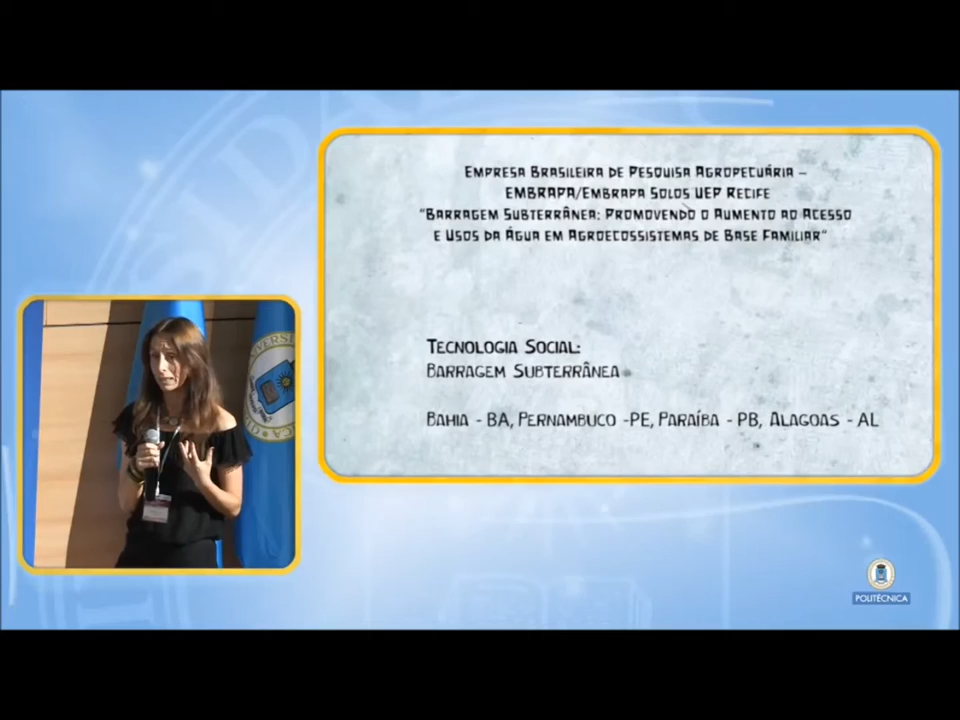 Empresa Brasileira de Pesquisa Agropecuária –
EMBRAPA/Embrapa Solos UEP Recife
"Barragem Subterrânea: Promovendo o Aumento ao Acesso
e Usos da Água em Agroecossistemas de Base Familiar"
Tecnologia Social:
Barragem Subterrânea
Bahia - BA, Pernambuco -PE, Paraíba - PB, Alagoas - AL
POLITÉCNICA